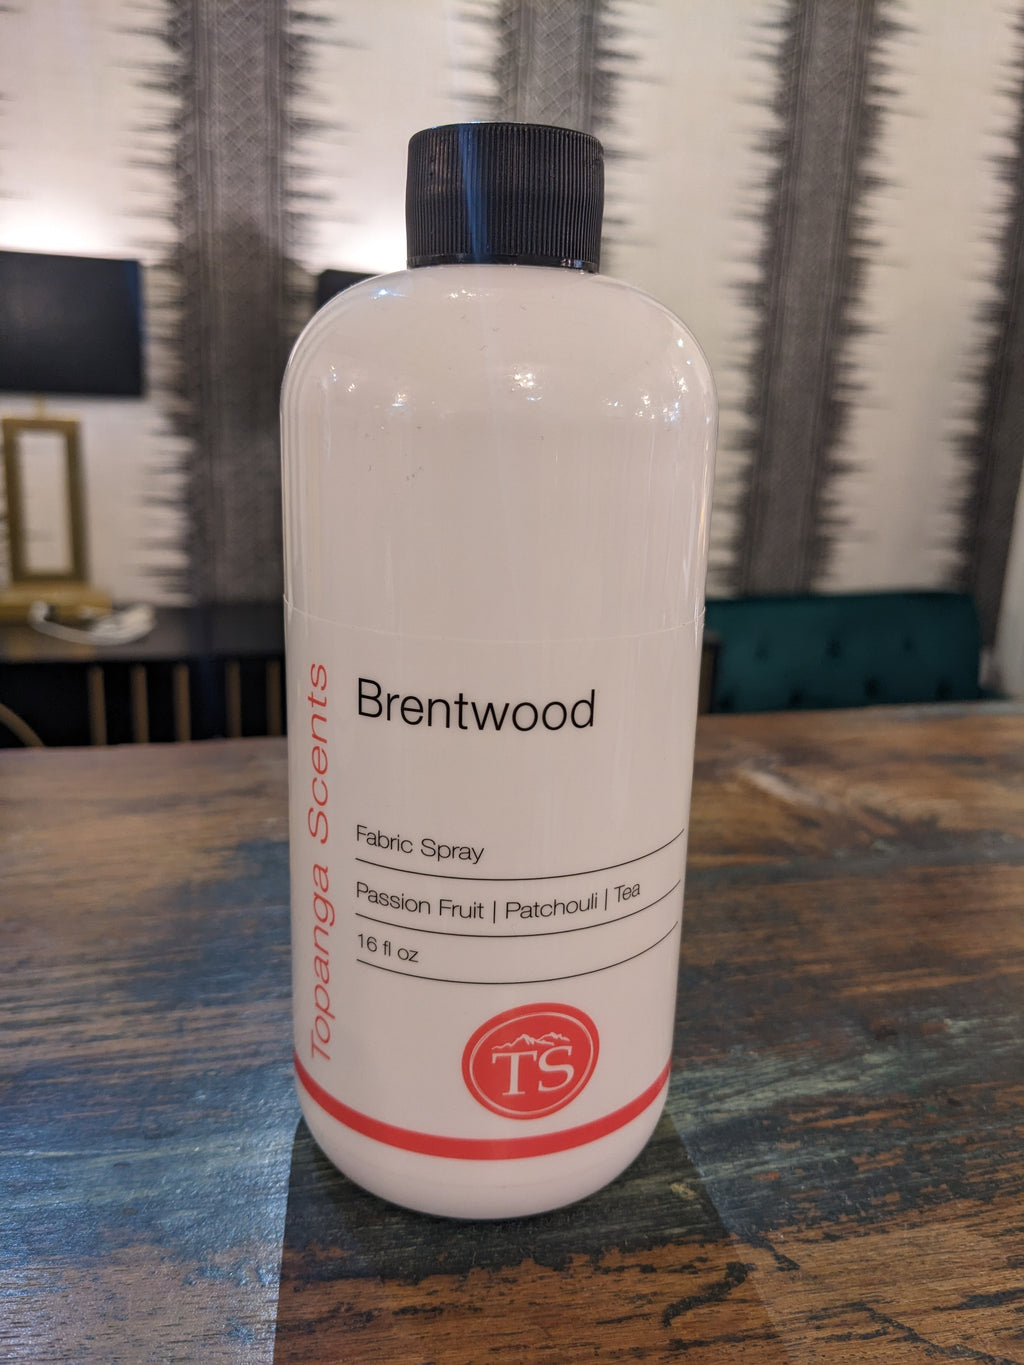 Topanga Scents
Brentwood
Fabric Spray
Passion Fruit | Patchouli | Tea
16 fl oz
TS